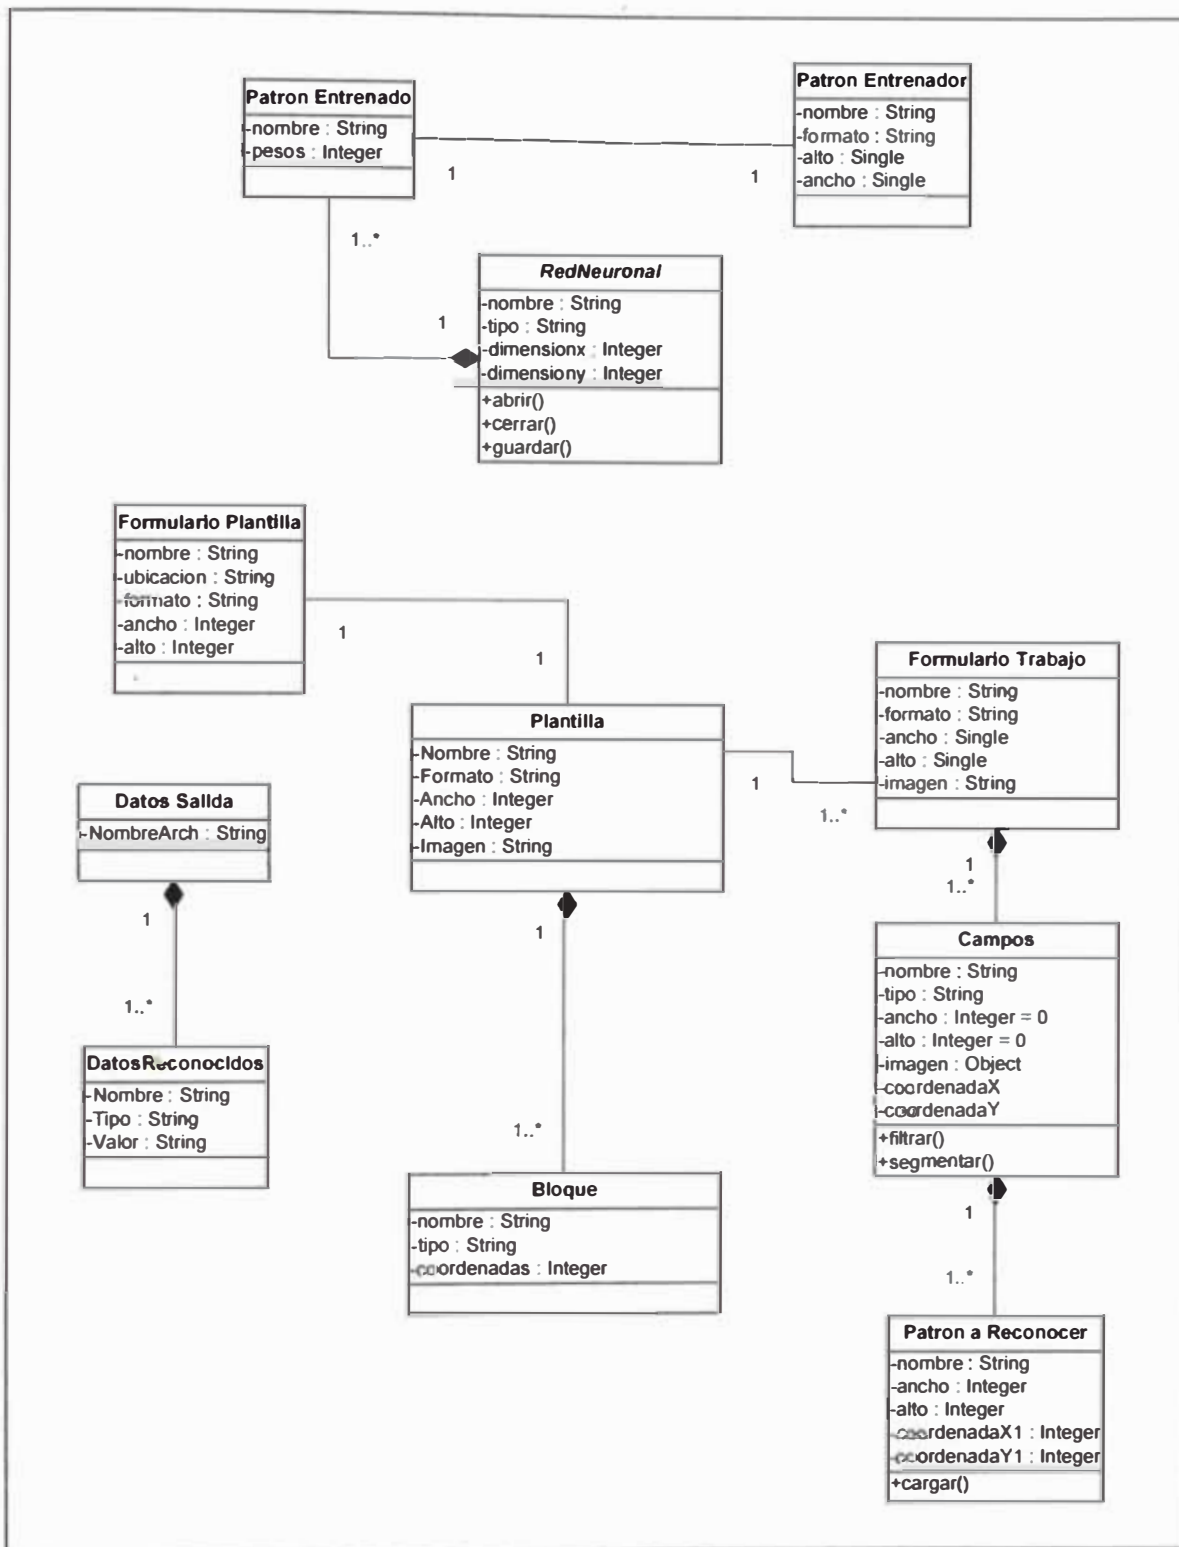 Patron Entrenado
-nombre : String
-pesos : Integer
Patron Entrenador
-nombre : String
-formato : String
-alto : Single
-ancho : Single
1
1
1..*
1
RedNeuronal
-nombre : String
-tipo : String
-dimensionx : Integer
-dimensiony : Integer
+abrir()
+cerrar()
+guardar()
Formulario Plantilla
-nombre : String
-ubicacion : String
-formato : String
-ancho : Integer
-alto : Integer
1
1
Plantilla
-Nombre : String
-Formato : String
-Ancho : Integer
-Alto : Integer
-Imagen : String
1
1..*
Formulario Trabajo
-nombre : String
-formato : String
-ancho : Single
-alto : Single
-imagen : String
Datos Salida
-NombreArch : String
1
1..*
DatosReconocidos
-Nombre : String
-Tipo : String
-Valor : String
1
1..*
Bloque
-nombre : String
-tipo : String
-coordenadas : Integer
1
1..*
Campos
-nombre : String
-tipo : String
-ancho : Integer = 0
-alto : Integer = 0
-imagen : Object
-coordenadaX
-coordenadaY
+filtrar()
+segmentar()
1
1..*
Patron a Reconocer
-nombre : String
-ancho : Integer
-alto : Integer
-coordenadaX1 : Integer
-coordenadaY1 : Integer
+cargar()